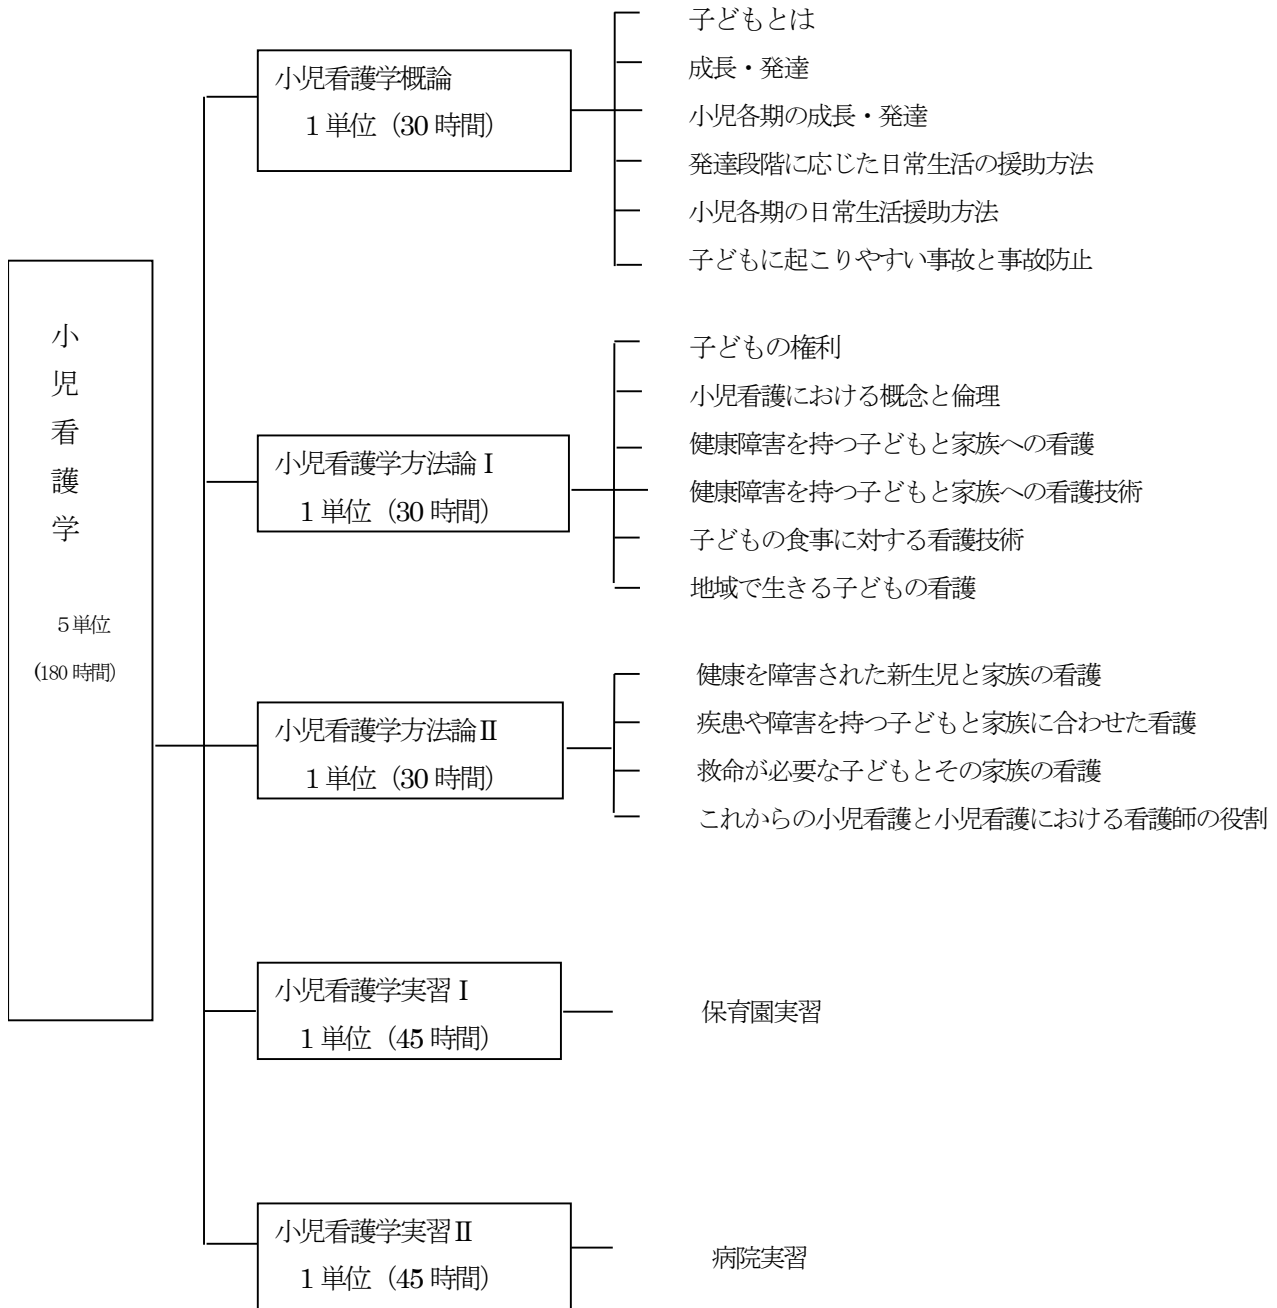 小児看護学
5単位
(180時間)
小児看護学概論
1単位（30時間）
子どもとは
成長・発達
小児各期の成長・発達
発達段階に応じた日常生活の援助方法
小児各期の日常生活援助方法
子どもに起こりやすい事故と事故防止
小児看護学方法論Ⅰ
1単位（30時間）
子どもの権利
小児看護における概念と倫理
健康障害を持つ子どもと家族への看護
健康障害を持つ子どもと家族への看護技術
子どもの食事に対する看護技術
地域で生きる子どもの看護
小児看護学方法論Ⅱ
1単位（30時間）
健康を障害された新生児と家族の看護
疾患や障害を持つ子どもと家族に合わせた看護
救命が必要な子どもとその家族の看護
これからの小児看護と小児看護における看護師の役割
小児看護学実習Ⅰ
1単位（45時間）
保育園実習
小児看護学実習Ⅱ
1単位（45時間）
病院実習